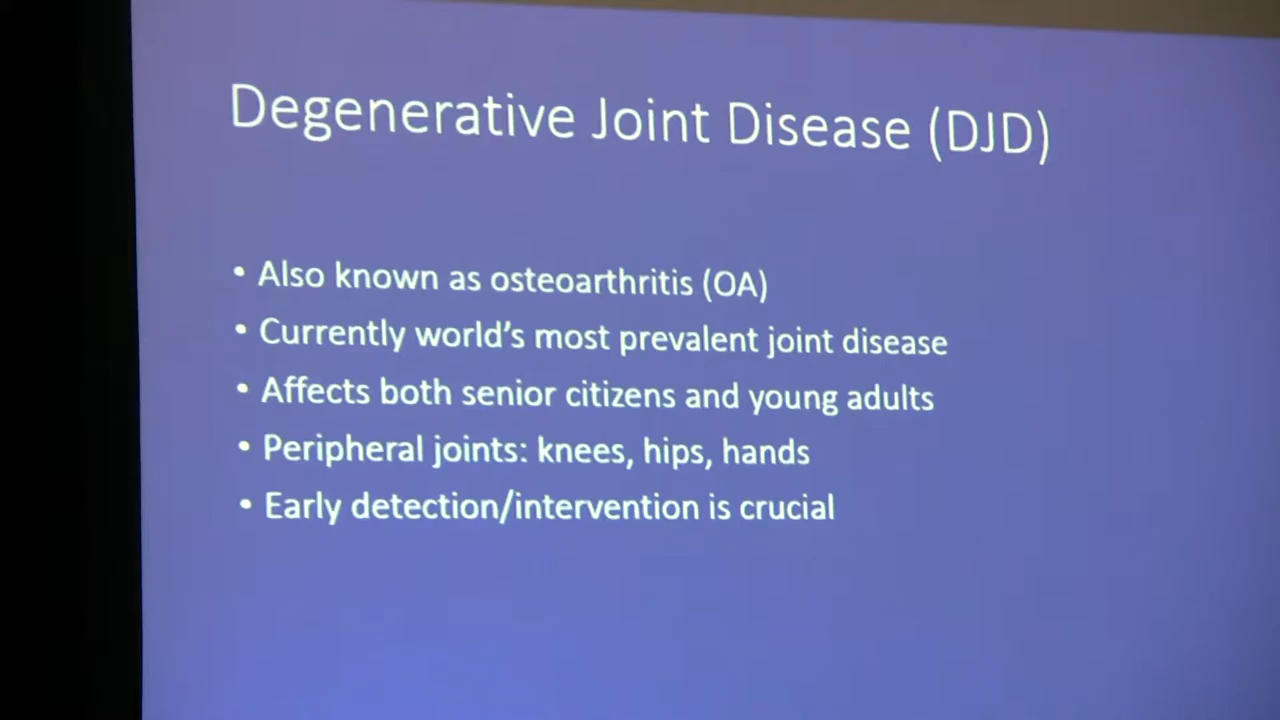 Degenerative Joint Disease (DJD)
• Also known as osteoarthritis (OA)
• Currently world's most prevalent joint disease
• Affects both senior citizens and young adults
• Peripheral joints: knees, hips, hands
• Early detection/intervention is crucial